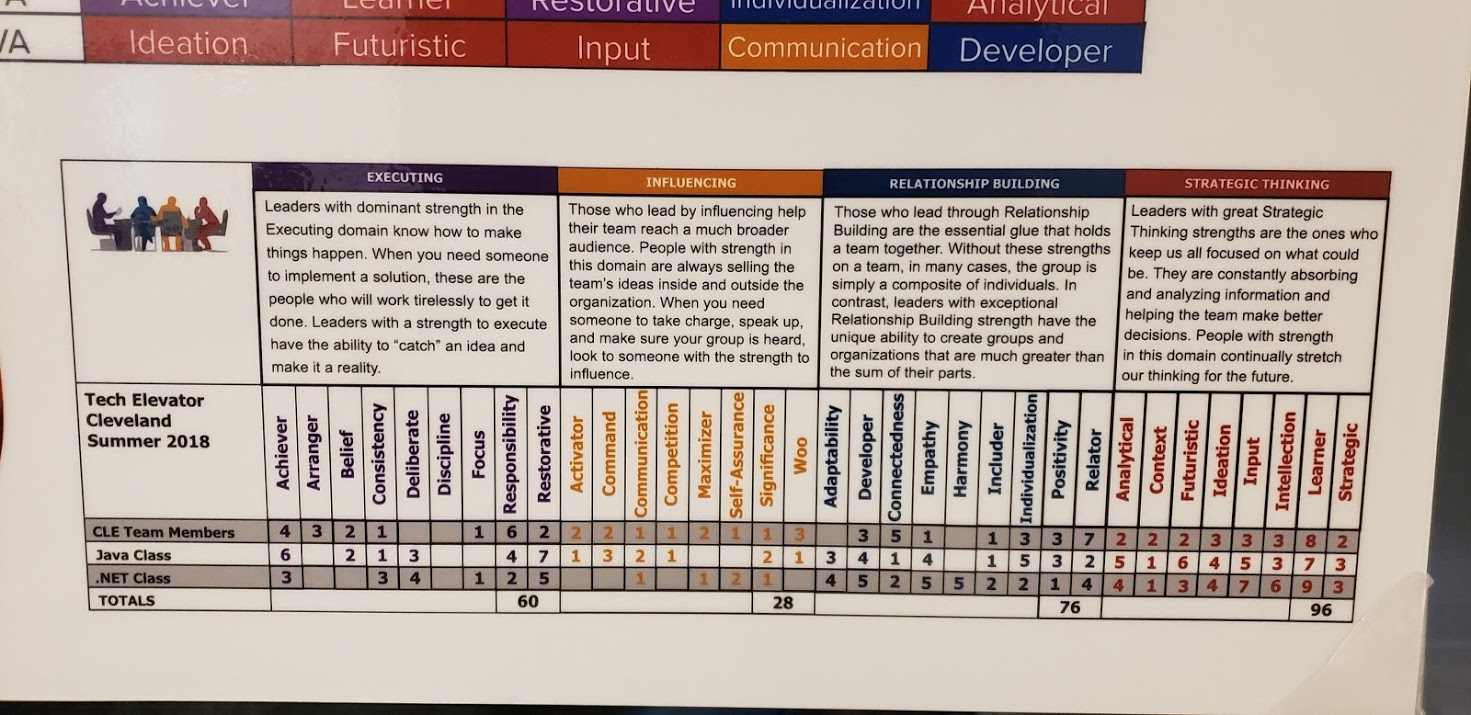 Achiever Learner Restorative Individualization Analytical
/A Ideation Futuristic Input Communication Developer
EXECUTING
Leaders with dominant strength in the
Executing domain know how to make
things happen. When you need someone
to implement a solution, these are the
people who will work tirelessly to get it
done. Leaders with a strength to execute
have the ability to “catch” an idea and
make it a reality.
INFLUENCING
Those who lead by influencing help
their team reach a much broader
audience. People with strength in
this domain are always selling the
team's ideas inside and outside the
organization. When you need
someone to take charge, speak up,
and make sure your group is heard,
look to someone with the strength to
influence.
RELATIONSHIP BUILDING
Those who lead through Relationship
Building are the essential glue that holds
a team together. Without these strengths
on a team, in many cases, the group is
simply a composite of individuals. In
contrast, leaders with exceptional
Relationship Building strength have the
unique ability to create groups and
organizations that are much greater than
the sum of their parts.
STRATEGIC THINKING
Leaders with great Strategic
Thinking strengths are the ones who
keep us all focused on what could
be. They are constantly absorbing
and analyzing information and
helping the team make better
decisions. People with strength
in this domain continually stretch
our thinking for the future.
Tech Elevator
Cleveland
Summer 2018
Achiever
Arranger
Belief
Consistency
Deliberate
Discipline
Focus
Responsibility
Restorative
Activator
Command
Communication
Competition
Maximizer
Self-Assurance
Significance
Woo
Adaptability
Developer
Connectedness
Empathy
Harmony
Includer
Individualization
Positivity
Relator
Analytical
Context
Futuristic
Ideation
Input
Intellection
Learner
Strategic
CLE Team Members 4 3 2 1 1 6 2 2 2 1 1 2 1 1 3 3 5 1 1 3 3 7 2 2 2 3 3 3 8 2
Java Class 6 2 1 3 4 7 1 3 2 1 2 1 3 4 1 4 1 5 3 2 5 1 6 4 5 3 7 3
.NET Class 3 3 4 1 2 5 1 1 2 1 4 5 2 5 5 2 2 1 4 4 1 3 4 7 6 9 3
TOTALS 60 28 76 96